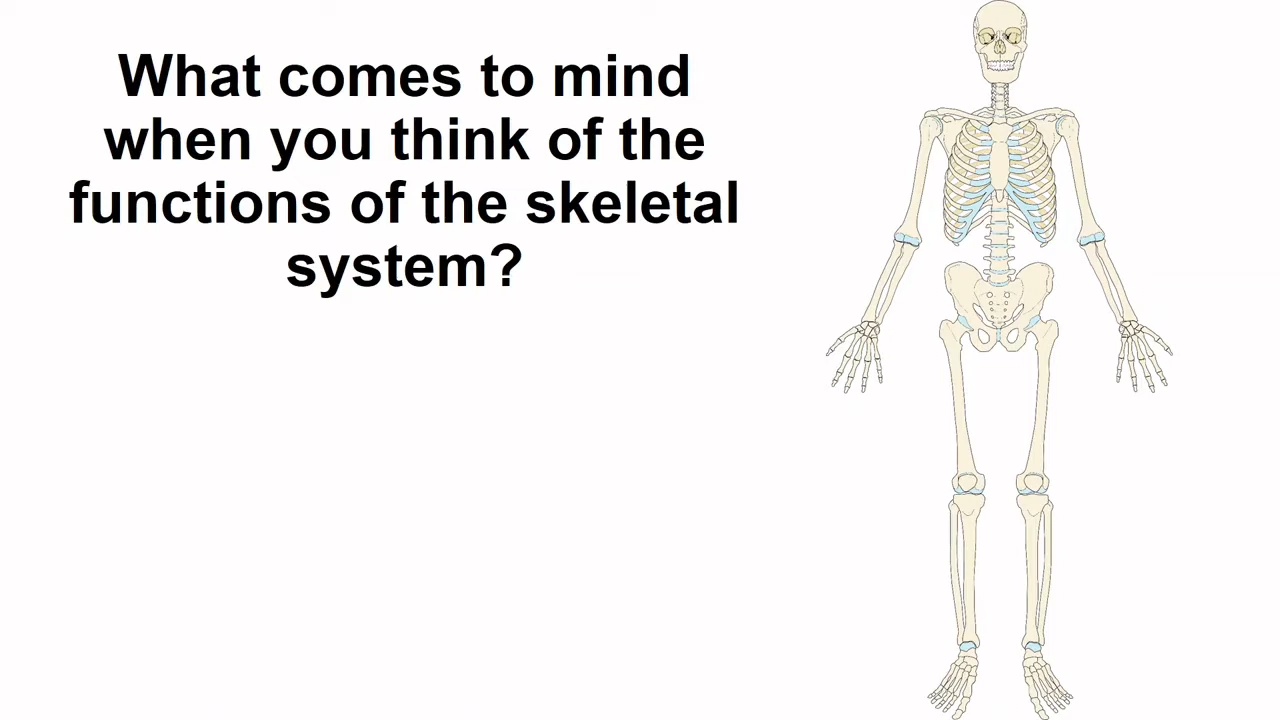 What comes to mind
when you think of the
functions of the skeletal
system?